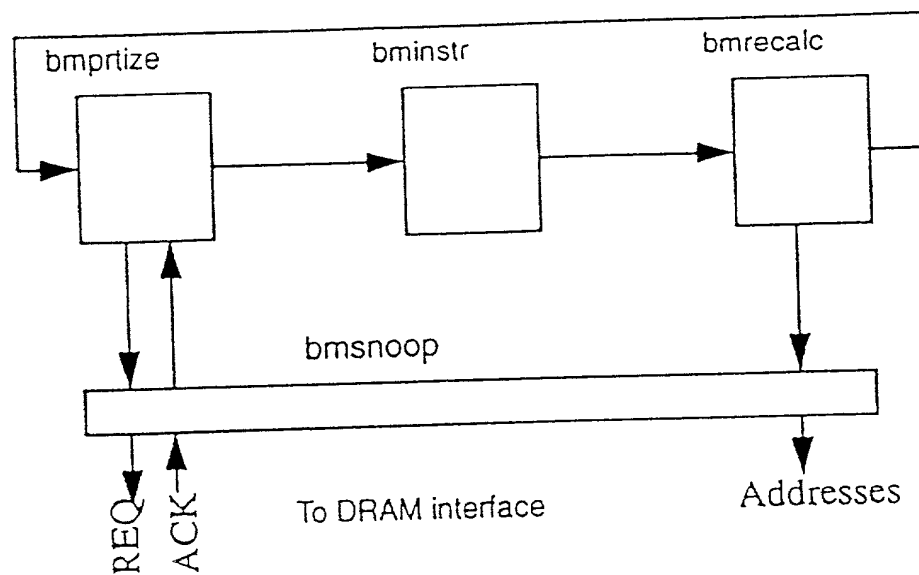 bmprtize
bminstr
bmrecalc
bmsnoop
REQ
ACK
To DRAM interface
Addresses